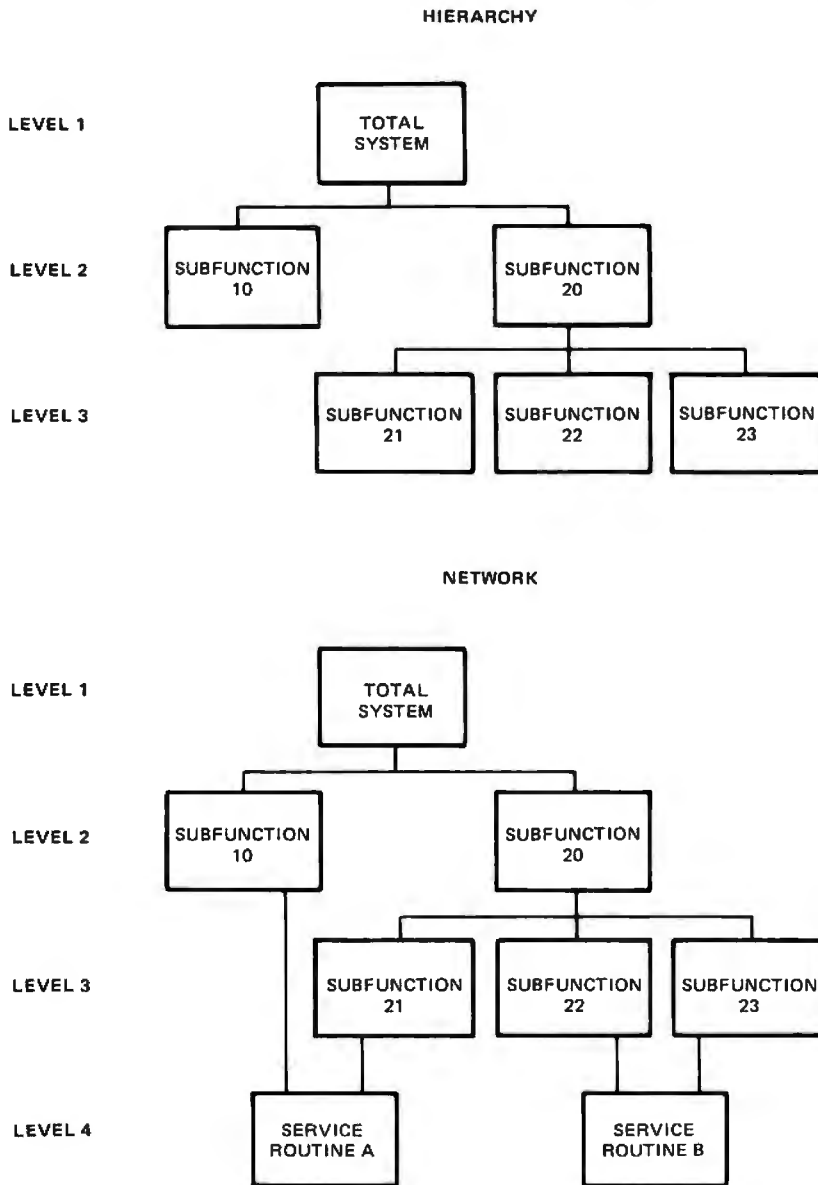 HIERARCHY
LEVEL 1
TOTAL
SYSTEM
LEVEL 2
SUBFUNCTION
10
SUBFUNCTION
20
LEVEL 3
SUBFUNCTION
21
SUBFUNCTION
22
SUBFUNCTION
23
NETWORK
LEVEL 1
TOTAL
SYSTEM
LEVEL 2
SUBFUNCTION
10
SUBFUNCTION
20
LEVEL 3
SUBFUNCTION
21
SUBFUNCTION
22
SUBFUNCTION
23
LEVEL 4
SERVICE
ROUTINE A
SERVICE
ROUTINE B